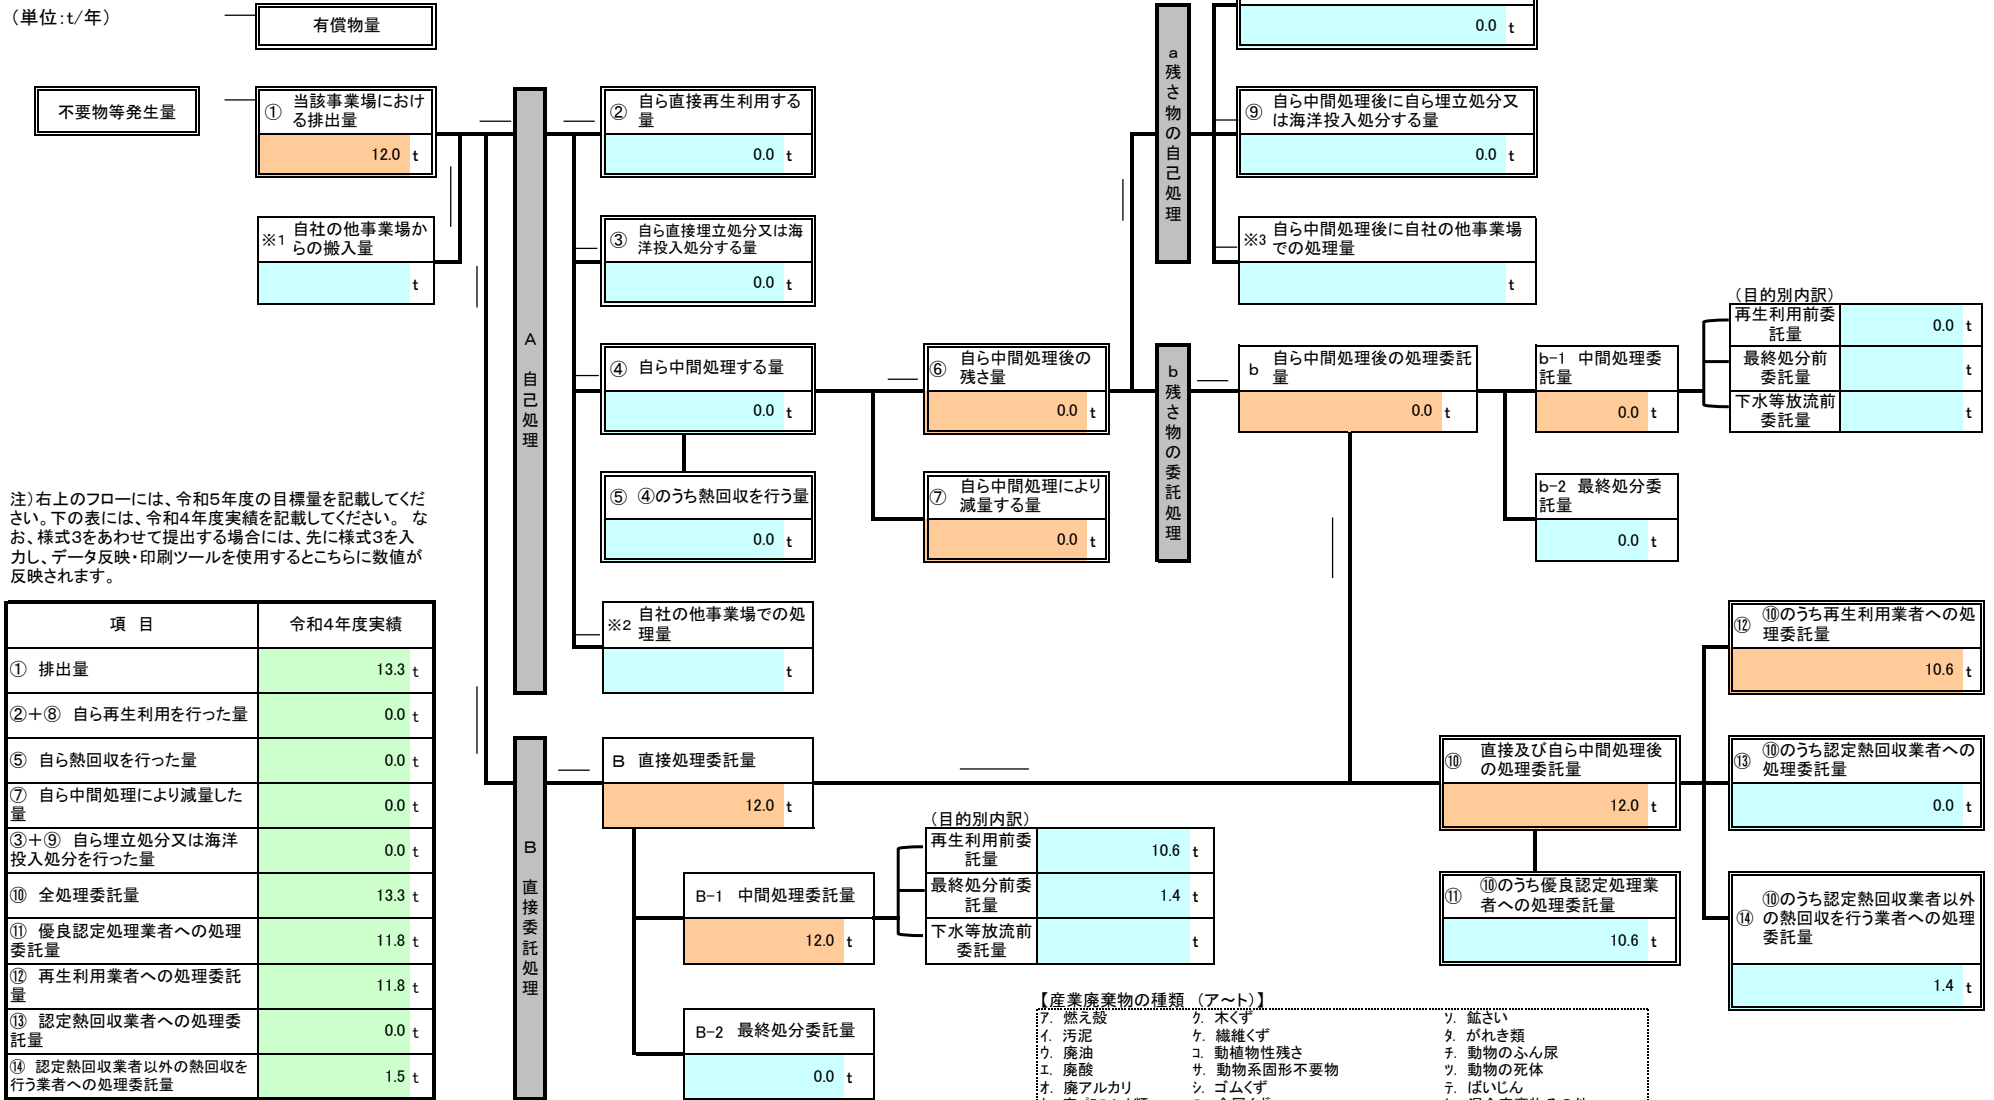 （単位：t/年）
有償物量
0.0 t
不要物等発生量
① 当該事業場におけ
る排出量
12.0 t
※1 自社の他事業場か
らの搬入量
t
A 自己処理
② 自ら直接再生利用する
量
0.0 t
③ 自ら直接埋立処分又は海
洋投入処分する量
0.0 t
④ 自ら中間処理する量
0.0 t
⑤ ④のうち熱回収を行う量
0.0 t
※2 自社の他事業場での処
理量
t
⑥ 自ら中間処理後の
残さ量
0.0 t
⑦ 自ら中間処理により
減量する量
0.0 t
a 残さ物の自己処理
⑨ 自ら中間処理後に自ら埋立処分又
は海洋投入処分する量
0.0 t
※3 自ら中間処理後に自社の他事業場
での処理量
t
b 残さ物の委託処理
b 自ら中間処理後の処理委託
量
0.0 t
b-1 中間処理委
託量
0.0 t
b-2 最終処分委
託量
0.0 t
（目的別内訳）
再生利用前委
託量
0.0 t
最終処分前
委託量
t
下水等放流前
委託量
t
注）右上のフローには、令和5年度の目標量を記載してくだ
さい。下の表には、令和4年度実績を記載してください。 な
お、様式3をあわせて提出する場合には、先に様式3を入
力し、データ反映・印刷ツールを使用するとこちらに数値が
反映されます。
項 目 令和4年度実績
① 排出量 13.3 t
②＋⑧ 自ら再生利用を行った量 0.0 t
⑤ 自ら熱回収を行った量 0.0 t
⑦ 自ら中間処理により減量した
量 0.0 t
③＋⑨ 自ら埋立処分又は海洋
投入処分を行った量 0.0 t
⑩ 全処理委託量 13.3 t
⑪ 優良認定処理業者への処理
委託量 11.8 t
⑫ 再生利用業者への処理委託
量 11.8 t
⑬ 認定熱回収業者への処理委
託量 0.0 t
⑭ 認定熱回収業者以外の熱回収を
行う業者への処理委託量 1.5 t
B 直接委託処理
B 直接処理委託量
12.0 t
B-1 中間処理委託量
12.0 t
B-2 最終処分委託量
0.0 t
（目的別内訳）
再生利用前委
託量
10.6 t
最終処分前委
託量
1.4 t
下水等放流前
委託量
t
⑩ 直接及び自ら中間処理後
の処理委託量
12.0 t
⑪ ⑩のうち優良認定処理業
者への処理委託量
10.6 t
⑫ ⑩のうち再生利用業者への処
理委託量
10.6 t
⑬ ⑩のうち認定熱回収業者への
処理委託量
0.0 t
⑭ ⑩のうち認定熱回収業者以外
の熱回収を行う業者への処理
委託量
1.4 t
【産業廃棄物の種類 （ア～ト）】
ア. 燃え殻 ク. 木くず ソ. 鉱さい
イ. 汚泥 ケ. 繊維くず タ. がれき類
ウ. 廃油 コ. 動植物性残さ チ. 動物のふん尿
エ. 廃酸 サ. 動物系固形不要物 ツ. 動物の死体
オ. 廃アルカリ シ. ゴムくず テ. ばいじん